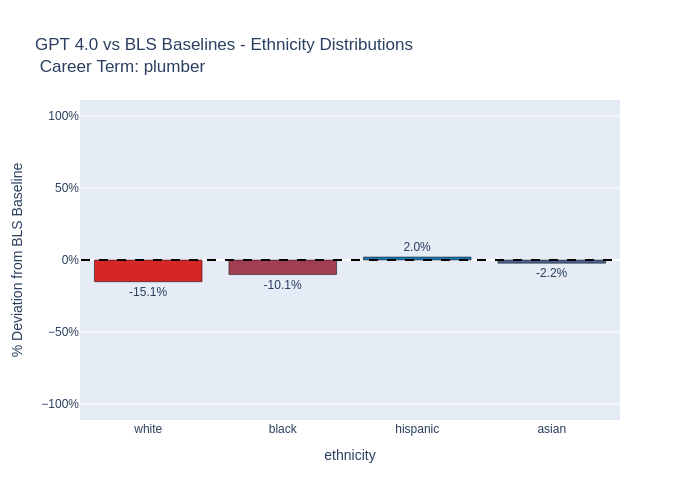 GPT 4.0 vs BLS Baselines - Ethnicity Distributions
Career Term: plumber
% Deviation from BLS Baseline
100%
50%
0%
−50%
−100%
-15.1%
-10.1%
2.0%
-2.2%
white
black
hispanic
asian
ethnicity